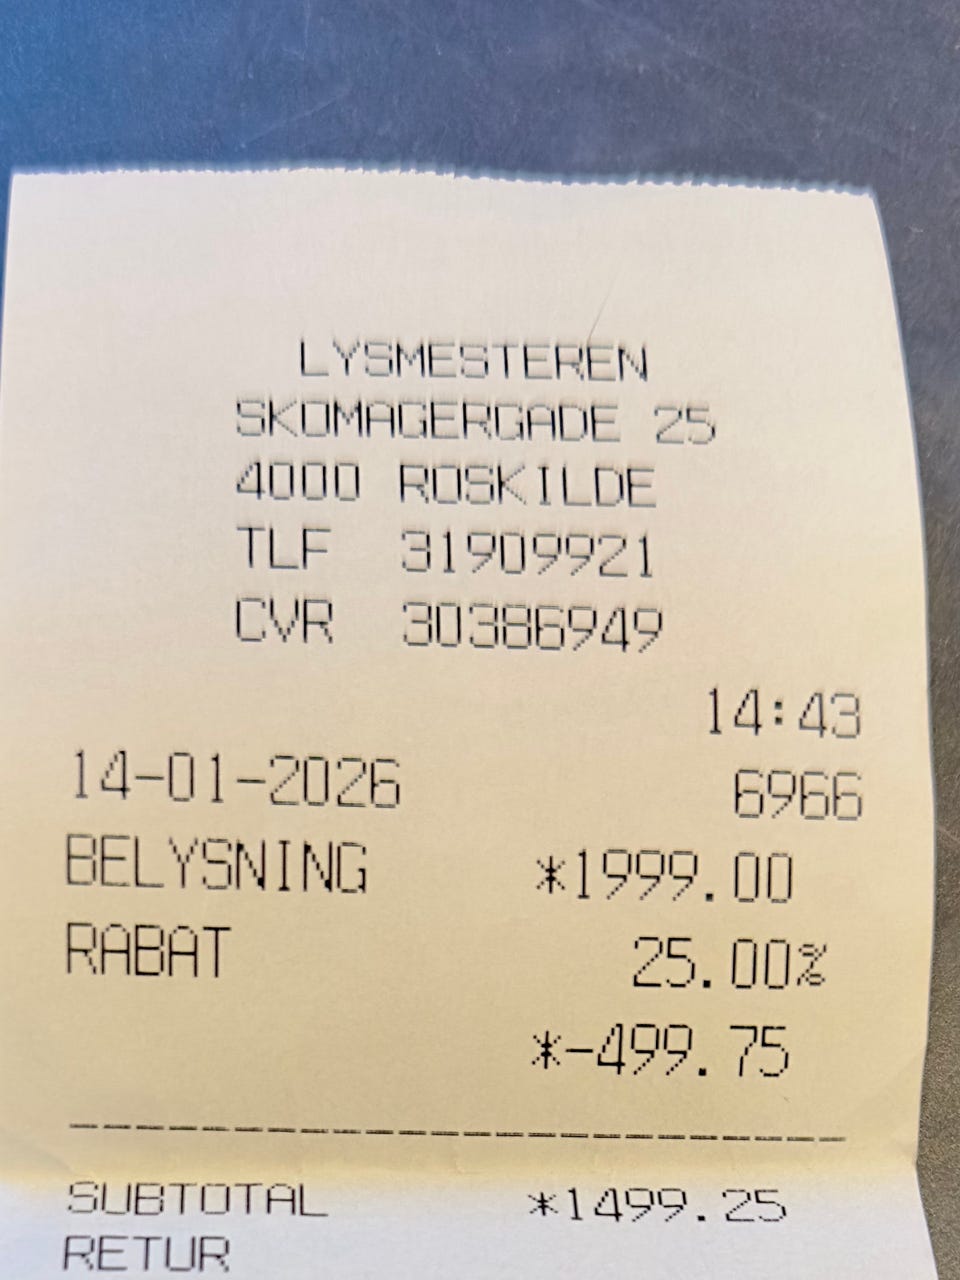 LYSMESTEREN
SKOMAGERGADE 25
4000 ROSKILDE
TLF 31909921
CVR 30386949
14:43
14-01-2026 6966
BELYSNING *1999.00
RABAT 25.00%
*-499.75
SUBTOTAL *1499.25
RETUR